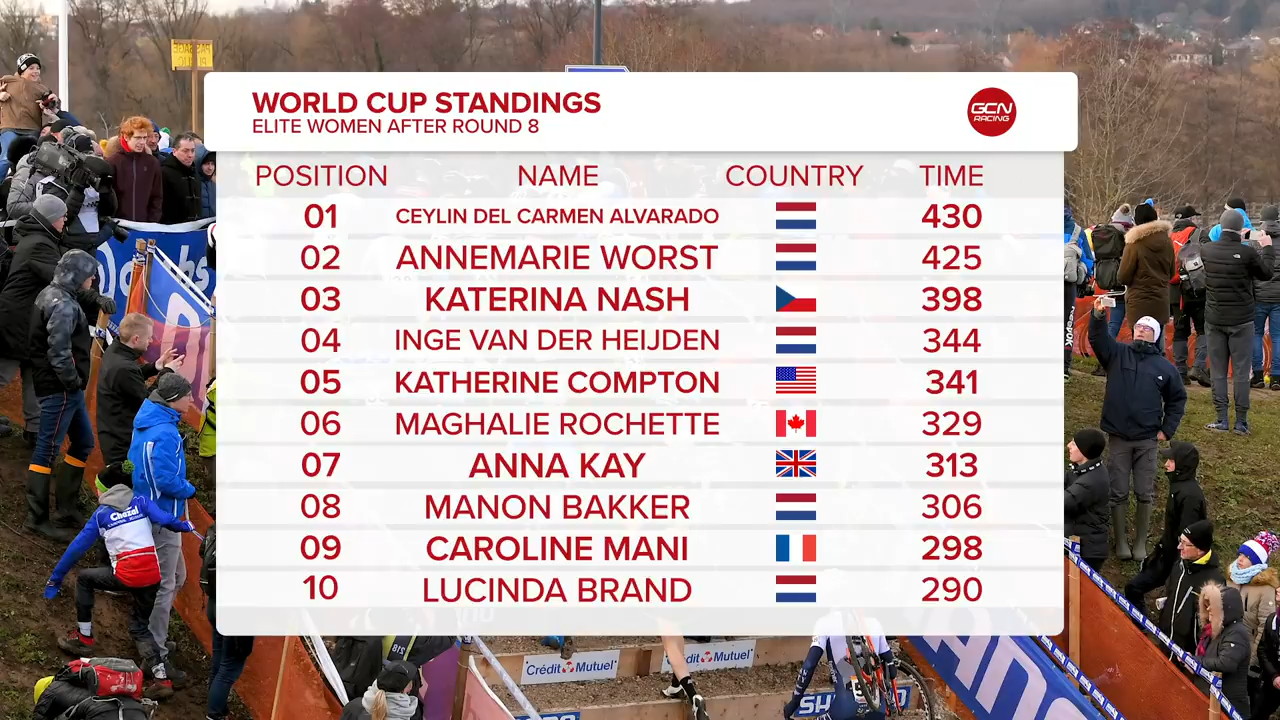 WORLD CUP STANDINGS
ELITE WOMEN AFTER ROUND 8
GCN
RACING
POSITION NAME COUNTRY TIME
01 CEYLIN DEL CARMEN ALVARADO 430
02 ANNEMARIE WORST 425
03 KATERINA NASH 398
04 INGE VAN DER HEIJDEN 344
05 KATHERINE COMPTON 341
06 MAGHALIE ROCHETTE 329
07 ANNA KAY 313
08 MANON BAKKER 306
09 CAROLINE MANI 298
10 LUCINDA BRAND 290
PASSAGE
Chazal
Crédit Mutuel
Crédit Mutuel